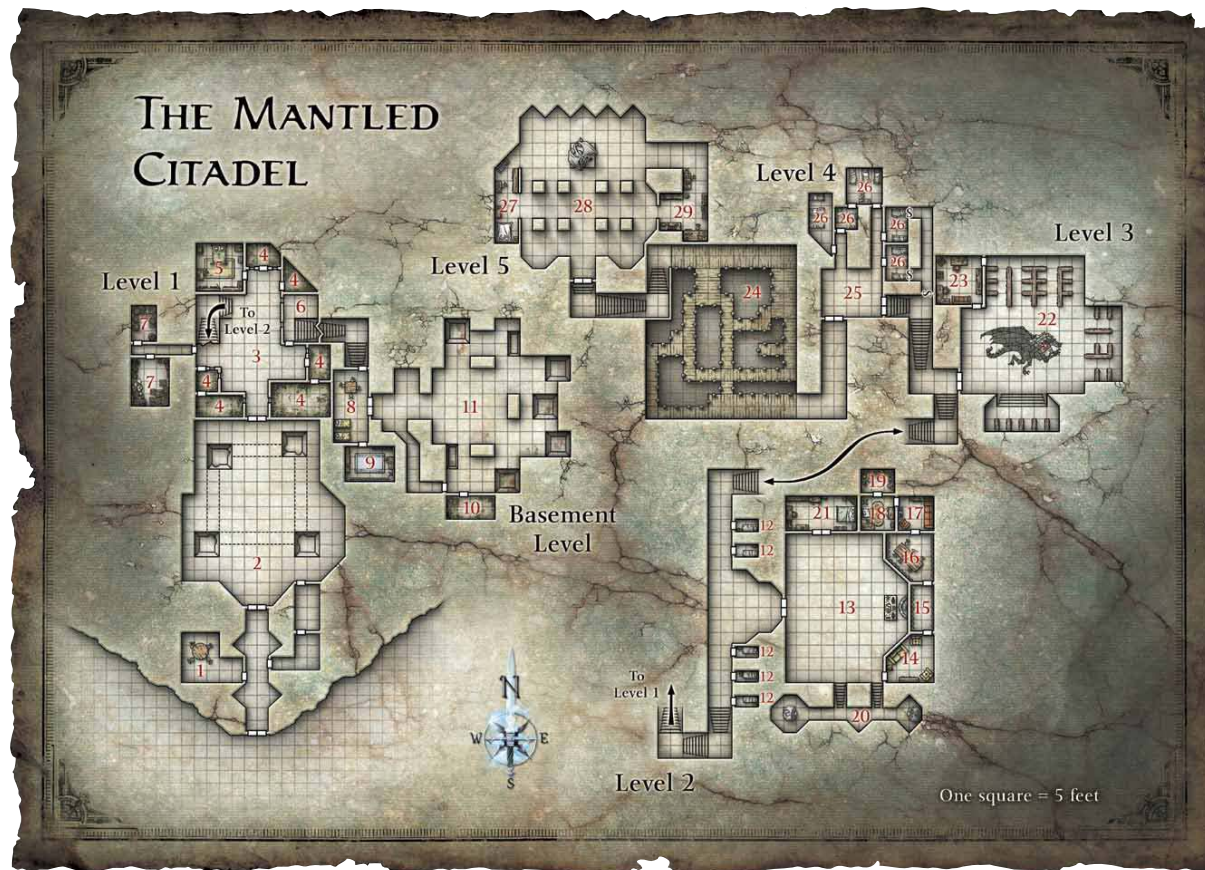 THE MANTLED
CITADEL
Level 4
26
26
26
26
26
S
S
S
27
28
29
Level 3
Level 5
23
22
24
25
Level 1
5
4
4
6
7
To
Level 2
3
4
7
4
4
4
8
11
9
10
Basement
Level
2
1
19
12
21
18
17
12
16
13
15
12
14
12
12
20
To
Level 1
Level 2
N
W
E
S
One square = 5 feet